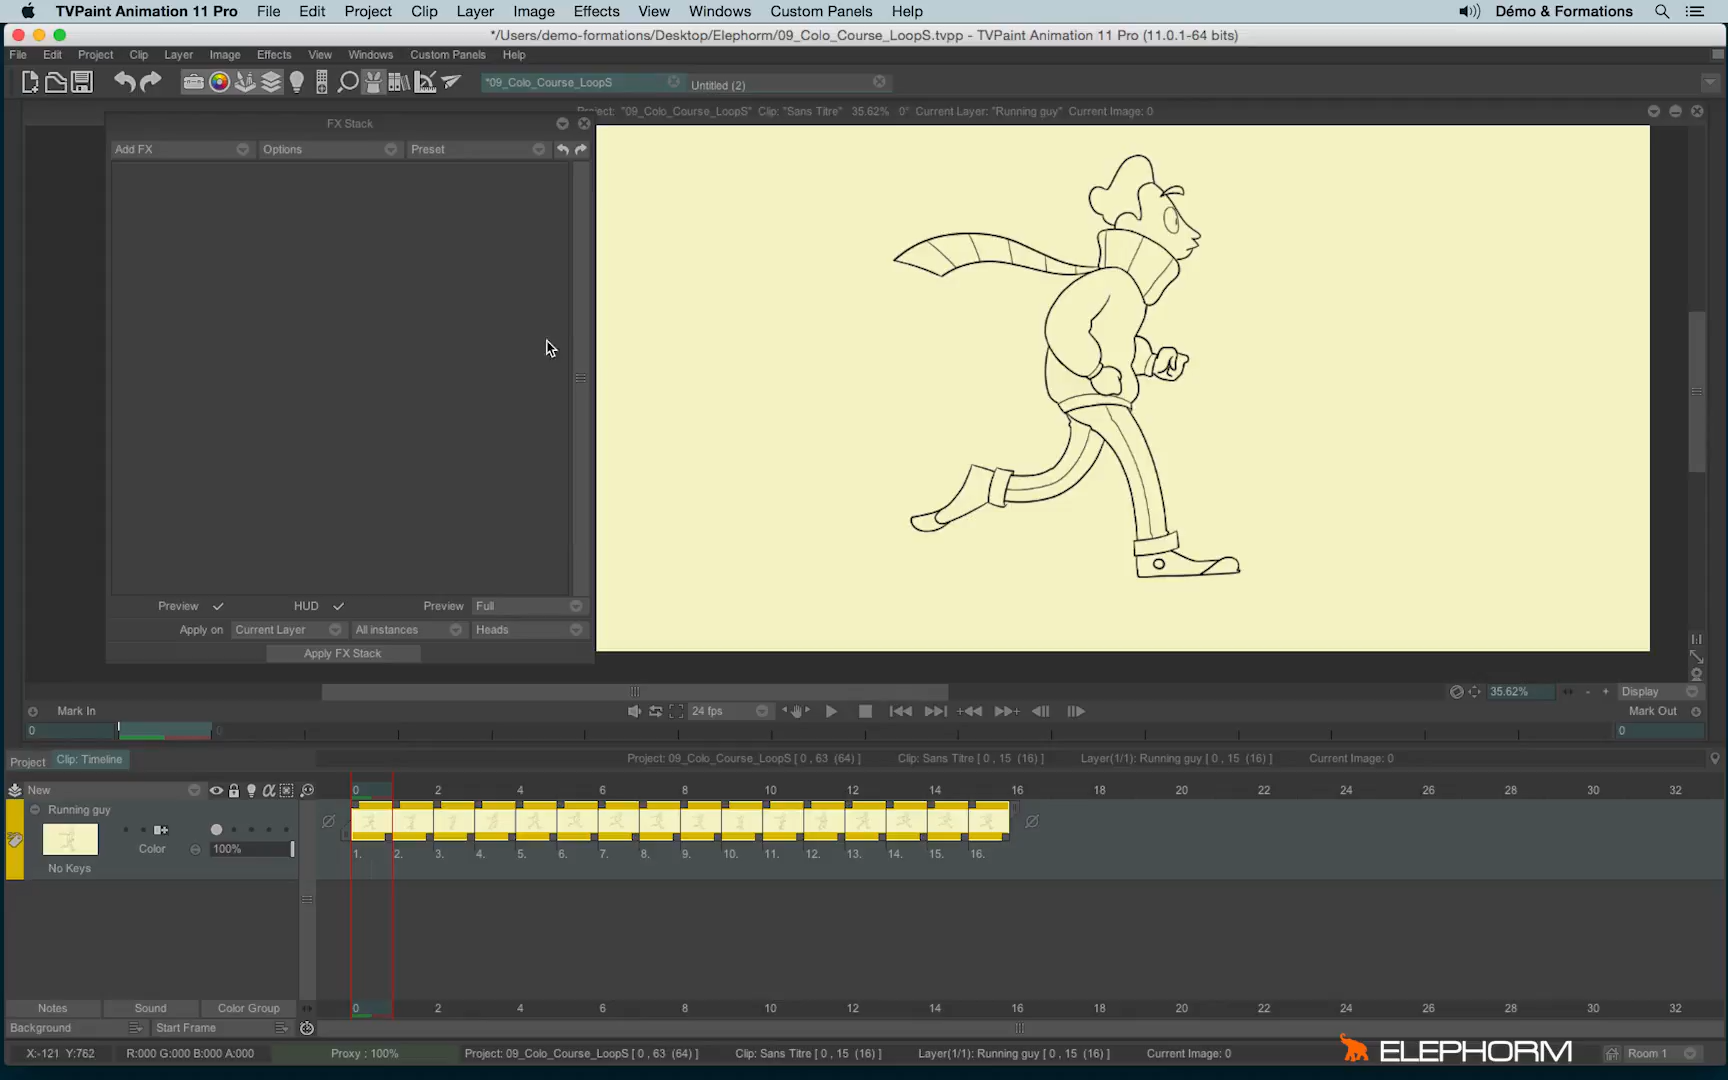 TVPaint Animation 11 Pro File Edit Project Clip Layer Image Effects View Windows Custom Panels Help Démo & Formations
*/Users/demo-formations/Desktop/Elephorm/09_Colo_Course_LoopS.tvpp - TVPaint Animation 11 Pro (11.0.1-64 bits)
File Edit Project Clip Layer Image Effects View Windows Custom Panels Help
*09_Colo_Course_LoopS Untitled (2)
Project: "09_Colo_Course_LoopS" Clip: "Sans Titre" 35.62% 0° Current Layer: "Running guy" Current Image: 0
FX Stack
Add FX Options Preset
Preview HUD Preview Full
Apply on Current Layer All instances Heads
Apply FX Stack
35.62% - + Display
Mark In 24 fps Mark Out
0 0
Project Clip: Timeline Project: 09_Colo_Course_LoopS [ 0 , 63 (64) ] Clip: Sans Titre [ 0 , 15 (16) ] Layer(1/1): Running guy [ 0 , 15 (16) ] Current Image: 0
New 0 2 4 6 8 10 12 14 16 18 20 22 24 26 28 30 32
Running guy
Color 100%
1. 2. 3. 4. 5. 6. 7. 8. 9. 10. 11. 12. 13. 14. 15. 16.
No Keys
Notes Sound Color Group 0 2 4 6 8 10 12 14 16 18 20 22 24 26 28 30 32
Background Start Frame
X:-121 Y:762 R:000 G:000 B:000 A:000 Proxy : 100% Project: 09_Colo_Course_LoopS [ 0 , 63 (64) ] Clip: Sans Titre [ 0 , 15 (16) ] Layer(1/1): Running guy [ 0 , 15 (16) ] Current Image: 0 ELEPHORM Room 1